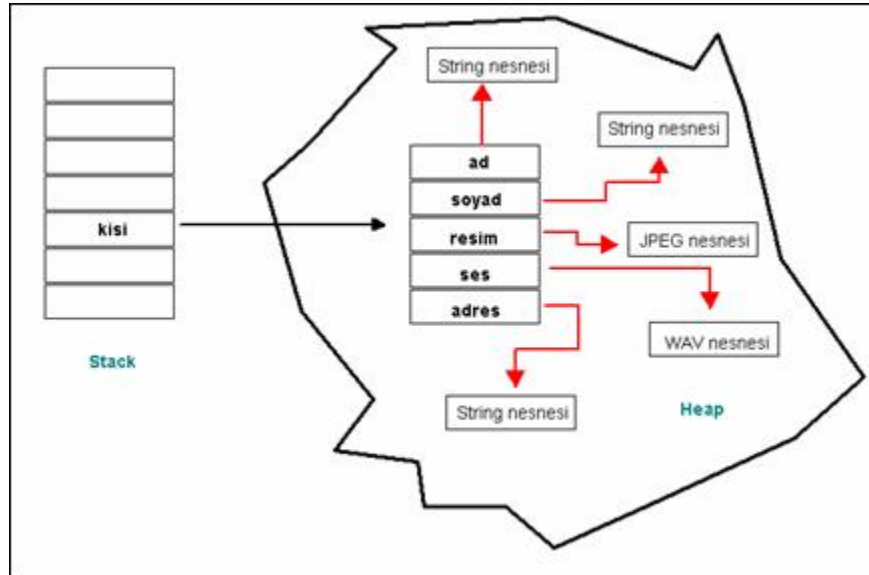 String nesnesi
String nesnesi
ad
soyad
kisi
resim
JPEG nesnesi
ses
adres
WAV nesnesi
Stack
String nesnesi
Heap